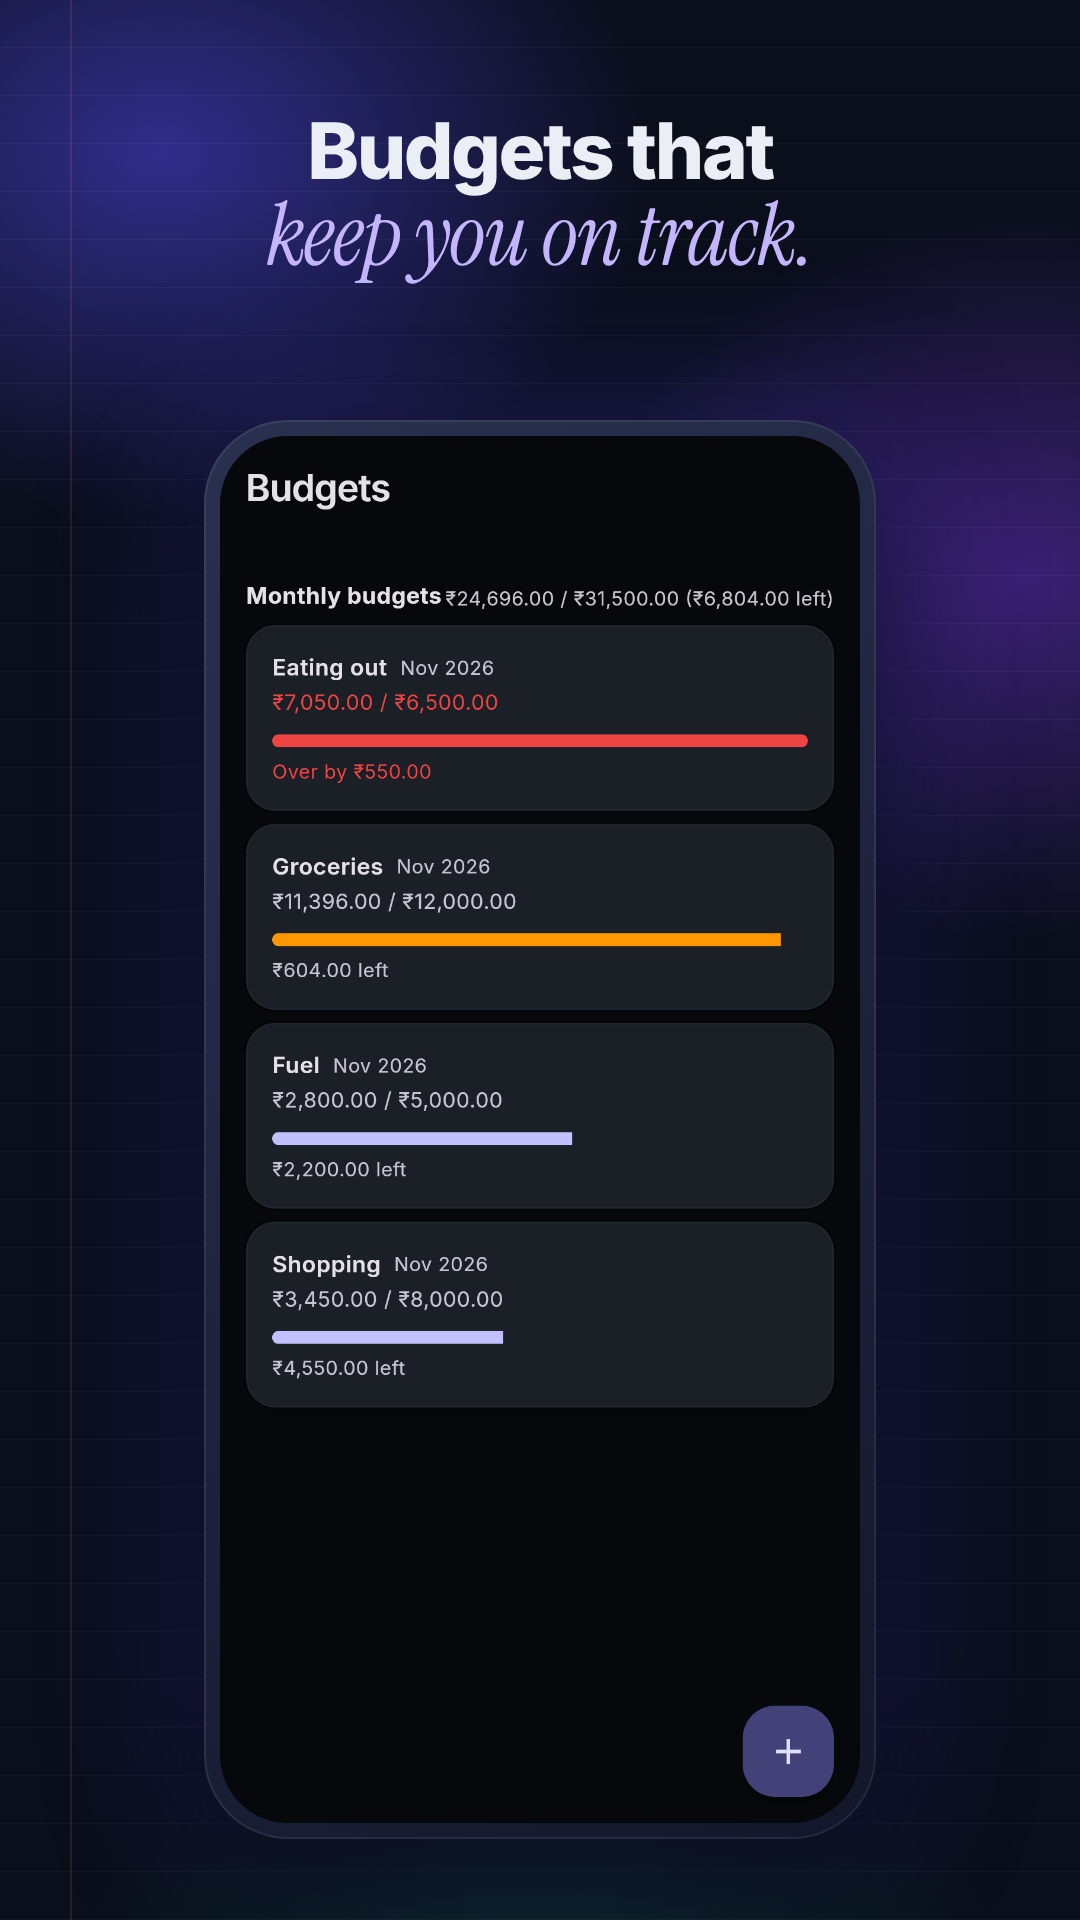 Budgets that
keep you on track.
Budgets
Monthly budgets ₹24,696.00 / ₹31,500.00 (₹6,804.00 left)
Eating out Nov 2026
₹7,050.00 / ₹6,500.00
Over by ₹550.00
Groceries Nov 2026
₹11,396.00 / ₹12,000.00
₹604.00 left
Fuel Nov 2026
₹2,800.00 / ₹5,000.00
₹2,200.00 left
Shopping Nov 2026
₹3,450.00 / ₹8,000.00
₹4,550.00 left
+